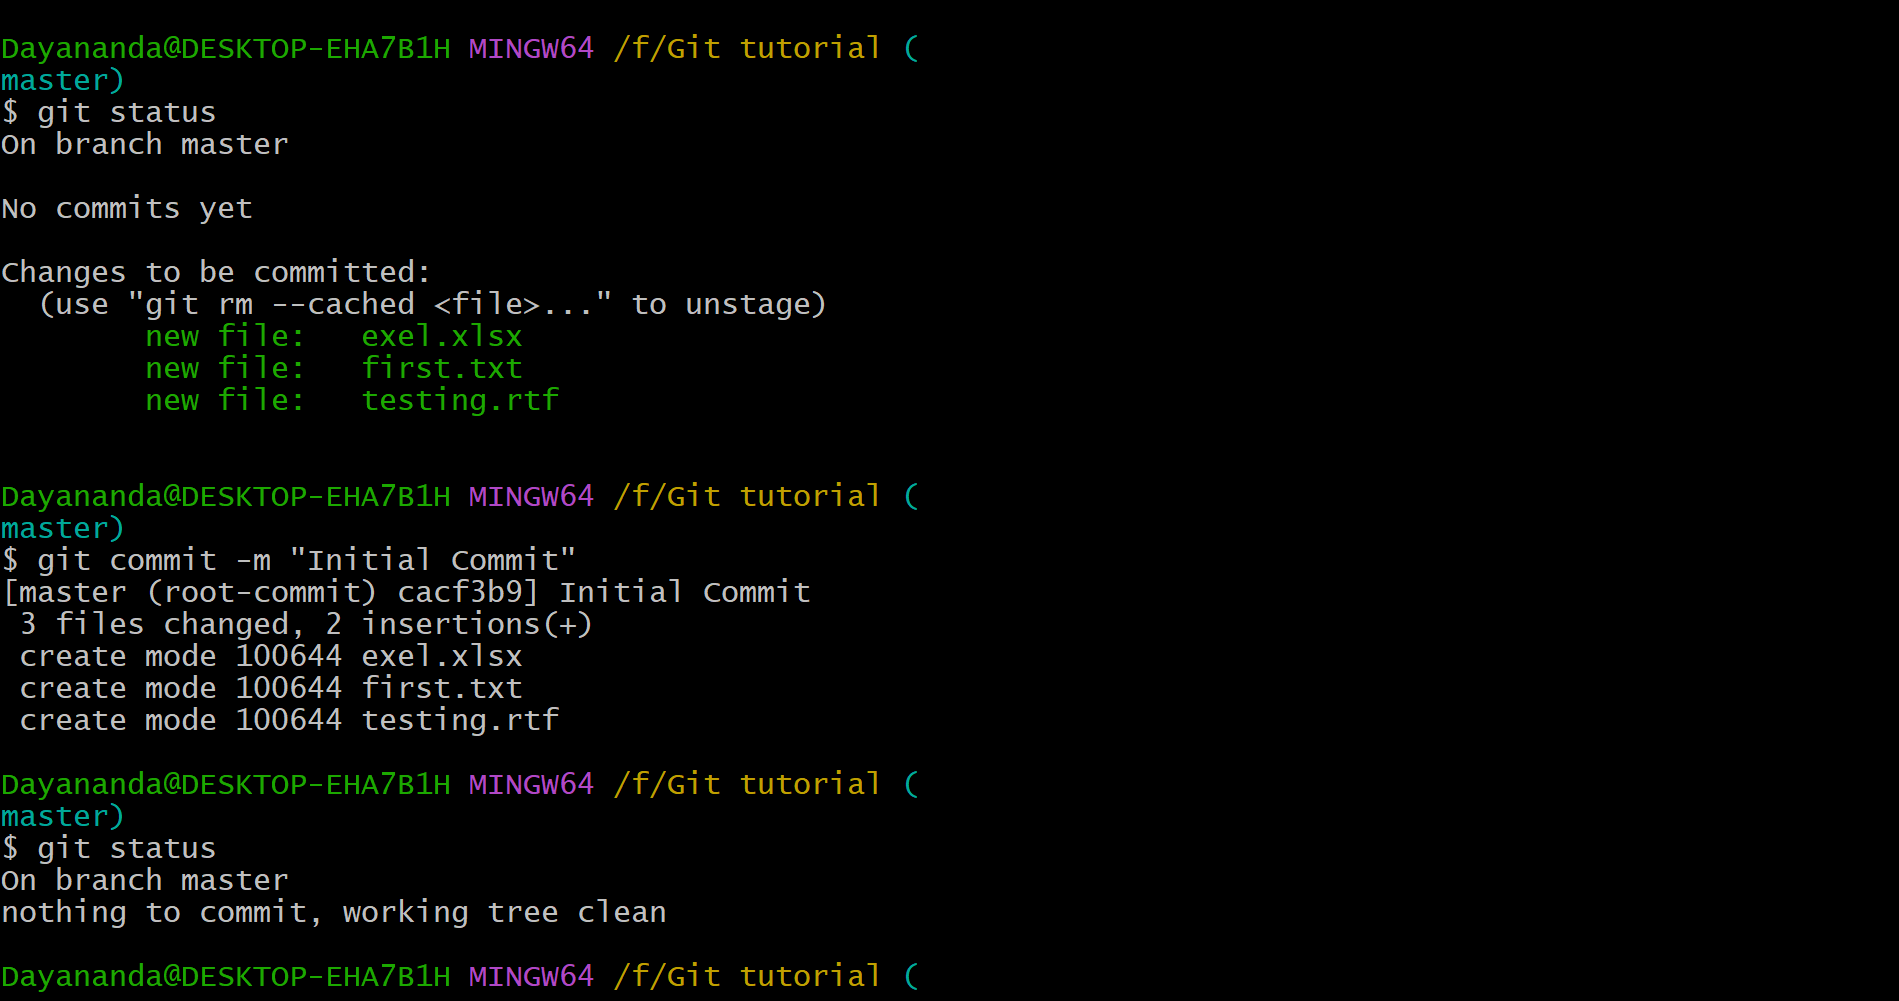 Dayananda@DESKTOP-EHA7B1H MINGW64 /f/Git tutorial (
master)
$ git status
On branch master
No commits yet
Changes to be committed:
  (use "git rm --cached <file>..." to unstage)
        new file:   exel.xlsx
        new file:   first.txt
        new file:   testing.rtf
Dayananda@DESKTOP-EHA7B1H MINGW64 /f/Git tutorial (
master)
$ git commit -m "Initial Commit"
[master (root-commit) cacf3b9] Initial Commit
 3 files changed, 2 insertions(+)
 create mode 100644 exel.xlsx
 create mode 100644 first.txt
 create mode 100644 testing.rtf
Dayananda@DESKTOP-EHA7B1H MINGW64 /f/Git tutorial (
master)
$ git status
On branch master
nothing to commit, working tree clean
Dayananda@DESKTOP-EHA7B1H MINGW64 /f/Git tutorial (